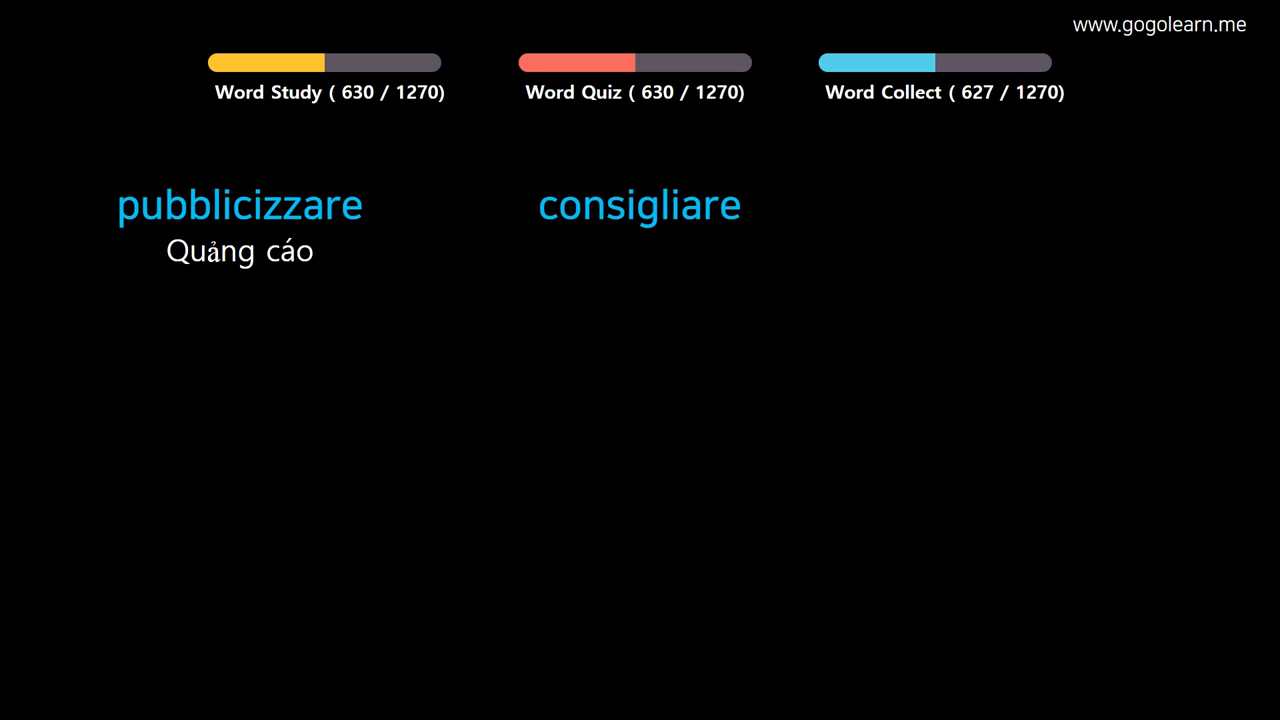 www.gogolearn.me
Word Study ( 630 / 1270)
Word Quiz ( 630 / 1270)
Word Collect ( 627 / 1270)
pubblicizzare
Quảng cáo
consigliare